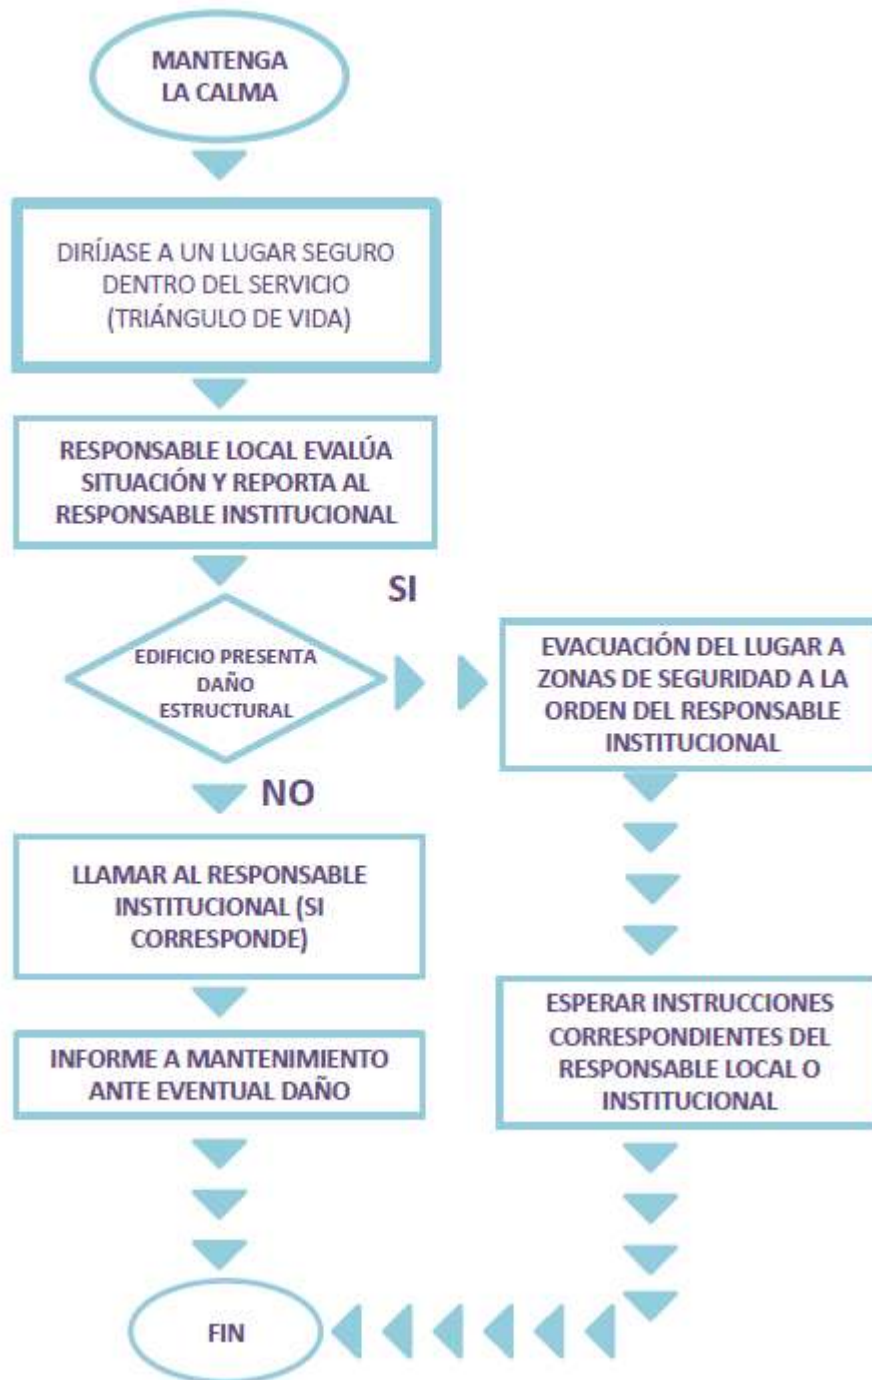 MANTENGA
LA CALMA
DIRÍJASE A UN LUGAR SEGURO
DENTRO DEL SERVICIO
(TRIÁNGULO DE VIDA)
RESPONSABLE LOCAL EVALÚA
SITUACIÓN Y REPORTA AL
RESPONSABLE INSTITUCIONAL
EDIFICIO PRESENTA
DAÑO
ESTRUCTURAL
SI
EVACUACIÓN DEL LUGAR A
ZONAS DE SEGURIDAD A LA
ORDEN DEL RESPONSABLE
INSTITUCIONAL
NO
LLAMAR AL RESPONSABLE
INSTITUCIONAL (SI
CORRESPONDE)
INFORME A MANTENIMIENTO
ANTE EVENTUAL DAÑO
ESPERAR INSTRUCCIONES
CORRESPONDIENTES DEL
RESPONSABLE LOCAL O
INSTITUCIONAL
FIN